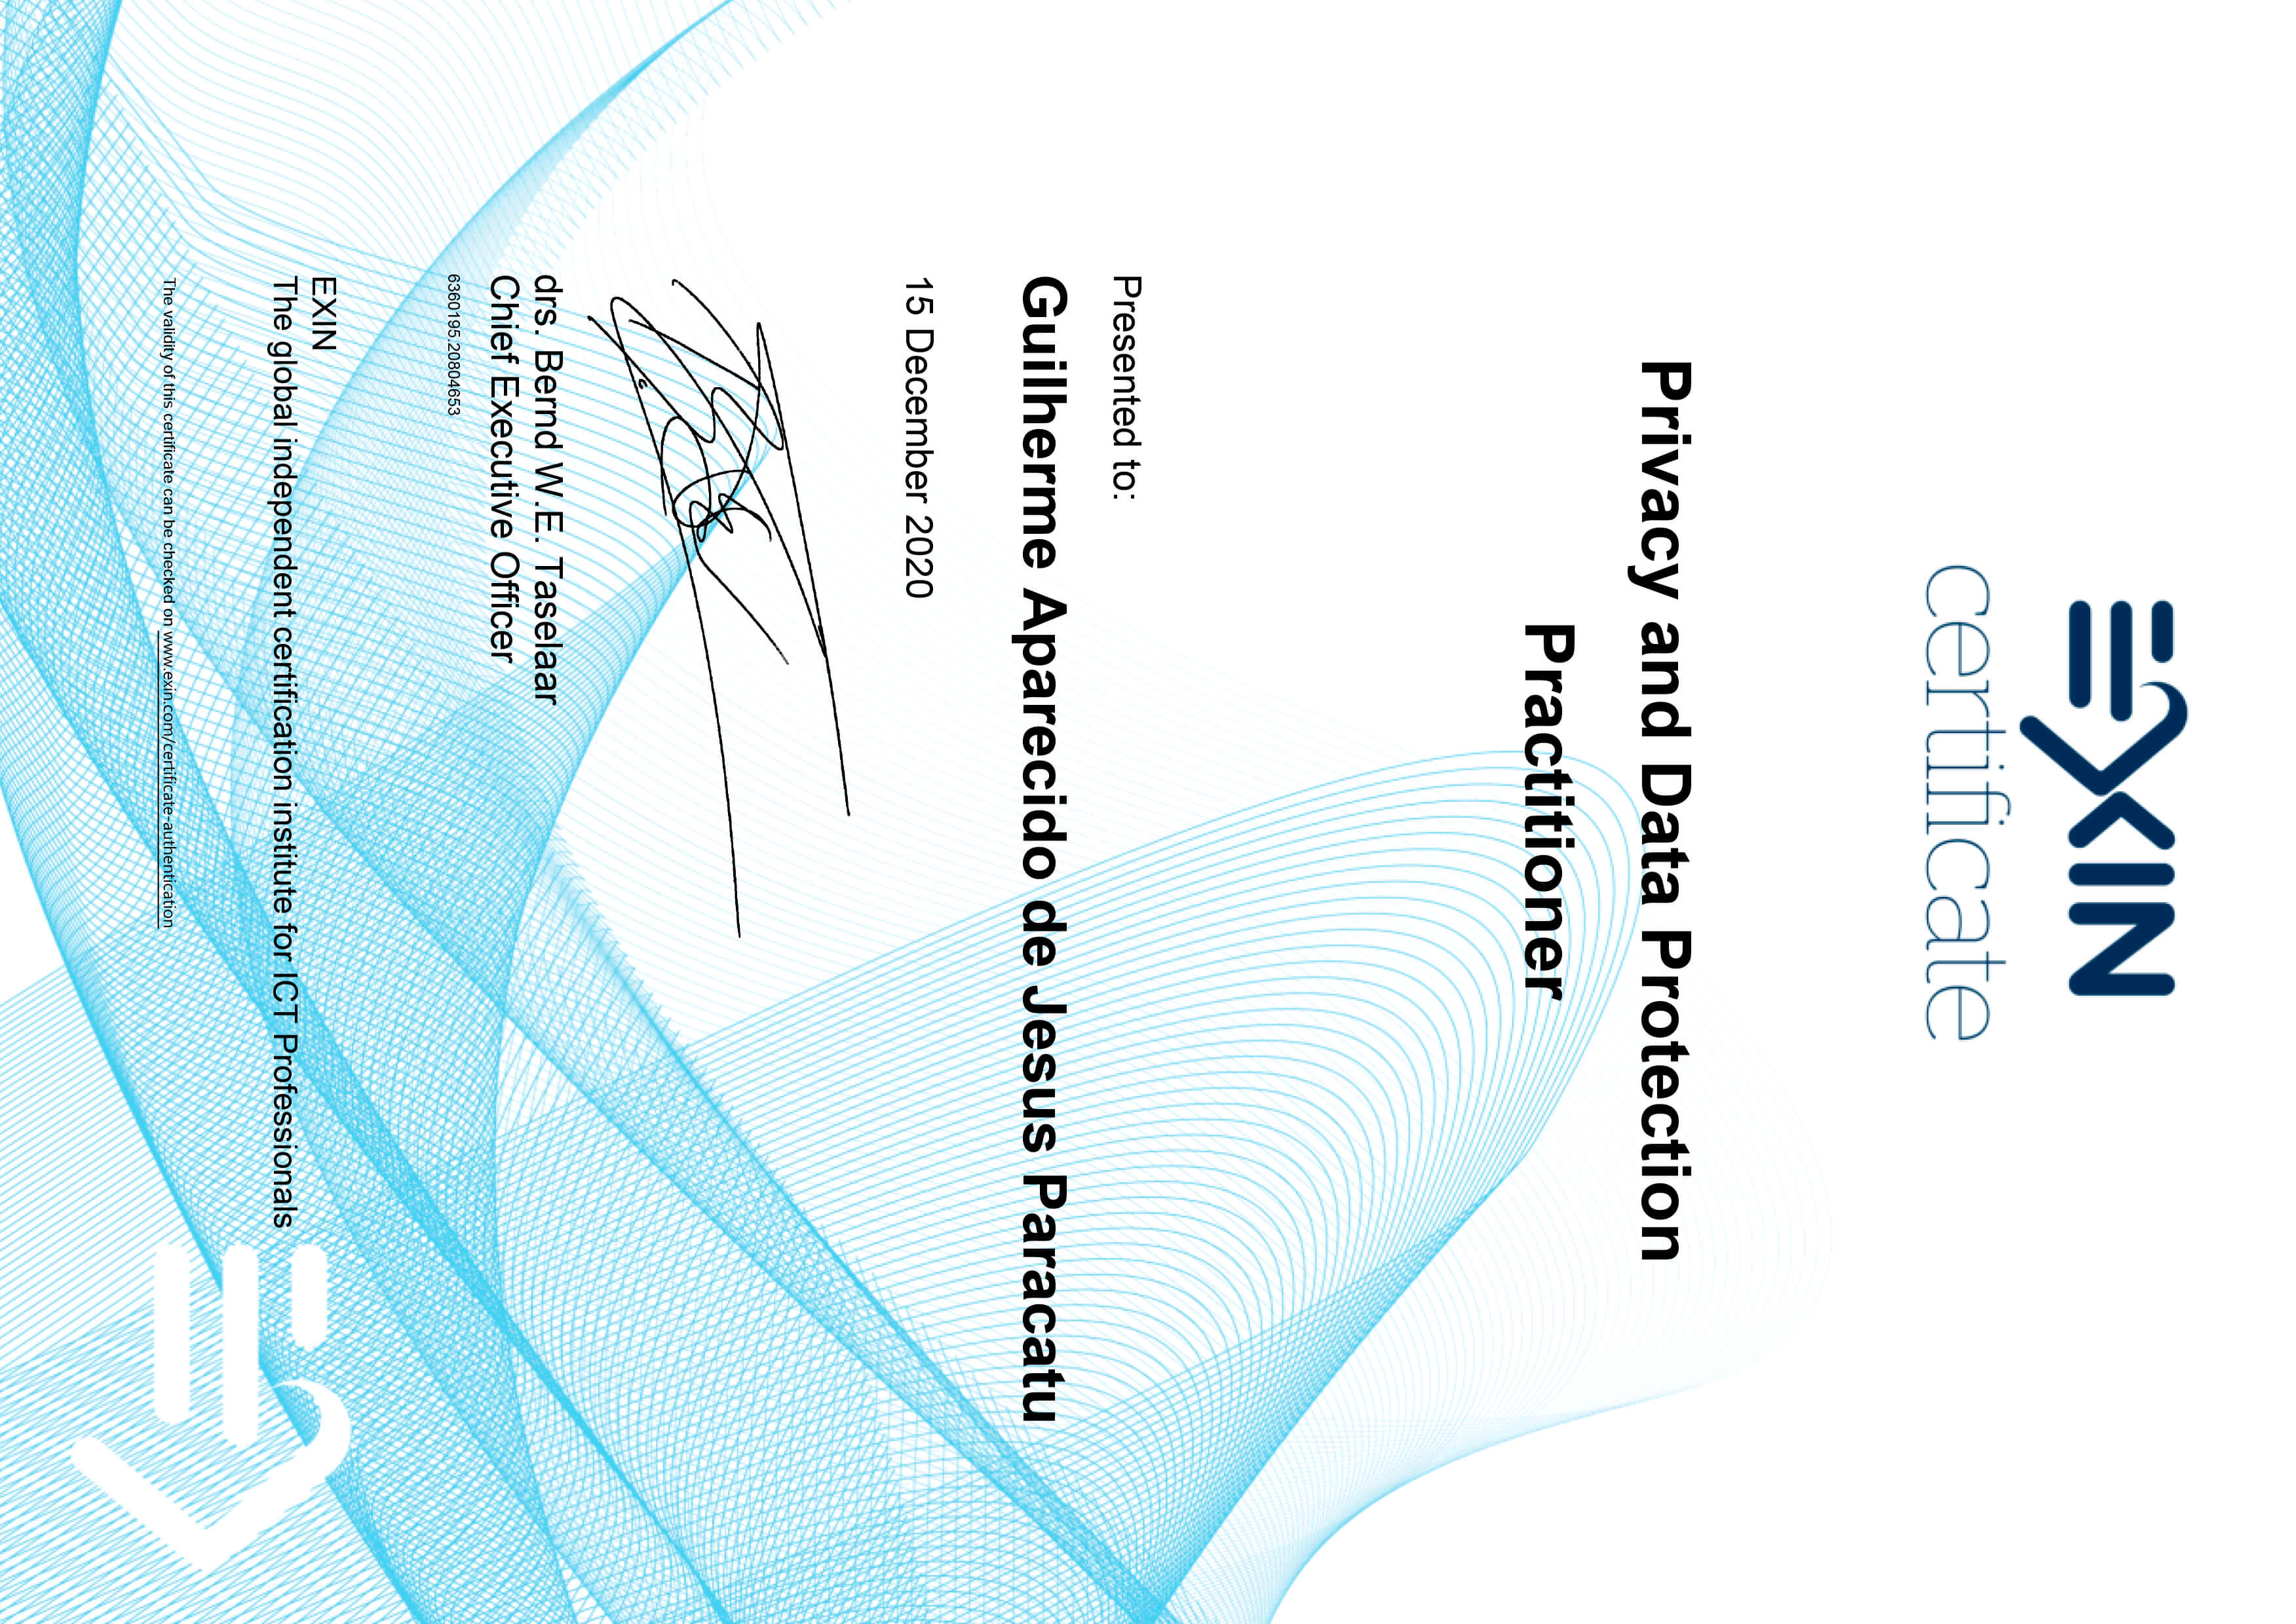 EXIN
certificate
Privacy and Data Protection
Practitioner
Presented to:
Guilherme Aparecido de Jesus Paracatu
15 December 2020
drs. Bernd W.E. Taselaar
Chief Executive Officer
6360195.20804653
EXIN
The global independent certification institute for ICT Professionals
The validity of this certificate can be checked on www.exin.com/certificate-authentication